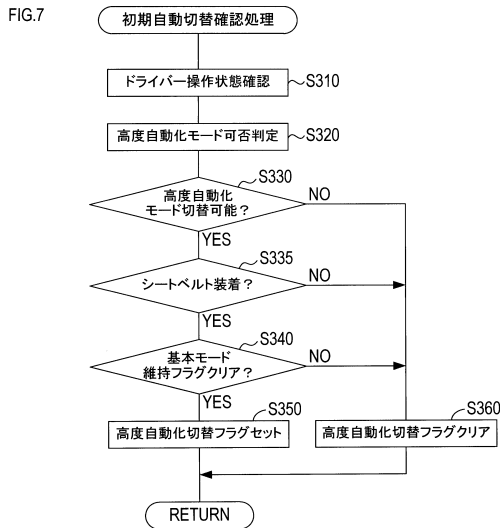 FIG.7
初期自動切替確認処理
ドライバー操作状態確認
S310
高度自動化モード可否判定
S320
S330
高度自動化
モード切替可能？
NO
YES
S335
シートベルト装着？
NO
YES
S340
基本モード
維持フラグクリア？
NO
YES
S350
高度自動化切替フラグセット
S360
高度自動化切替フラグクリア
RETURN